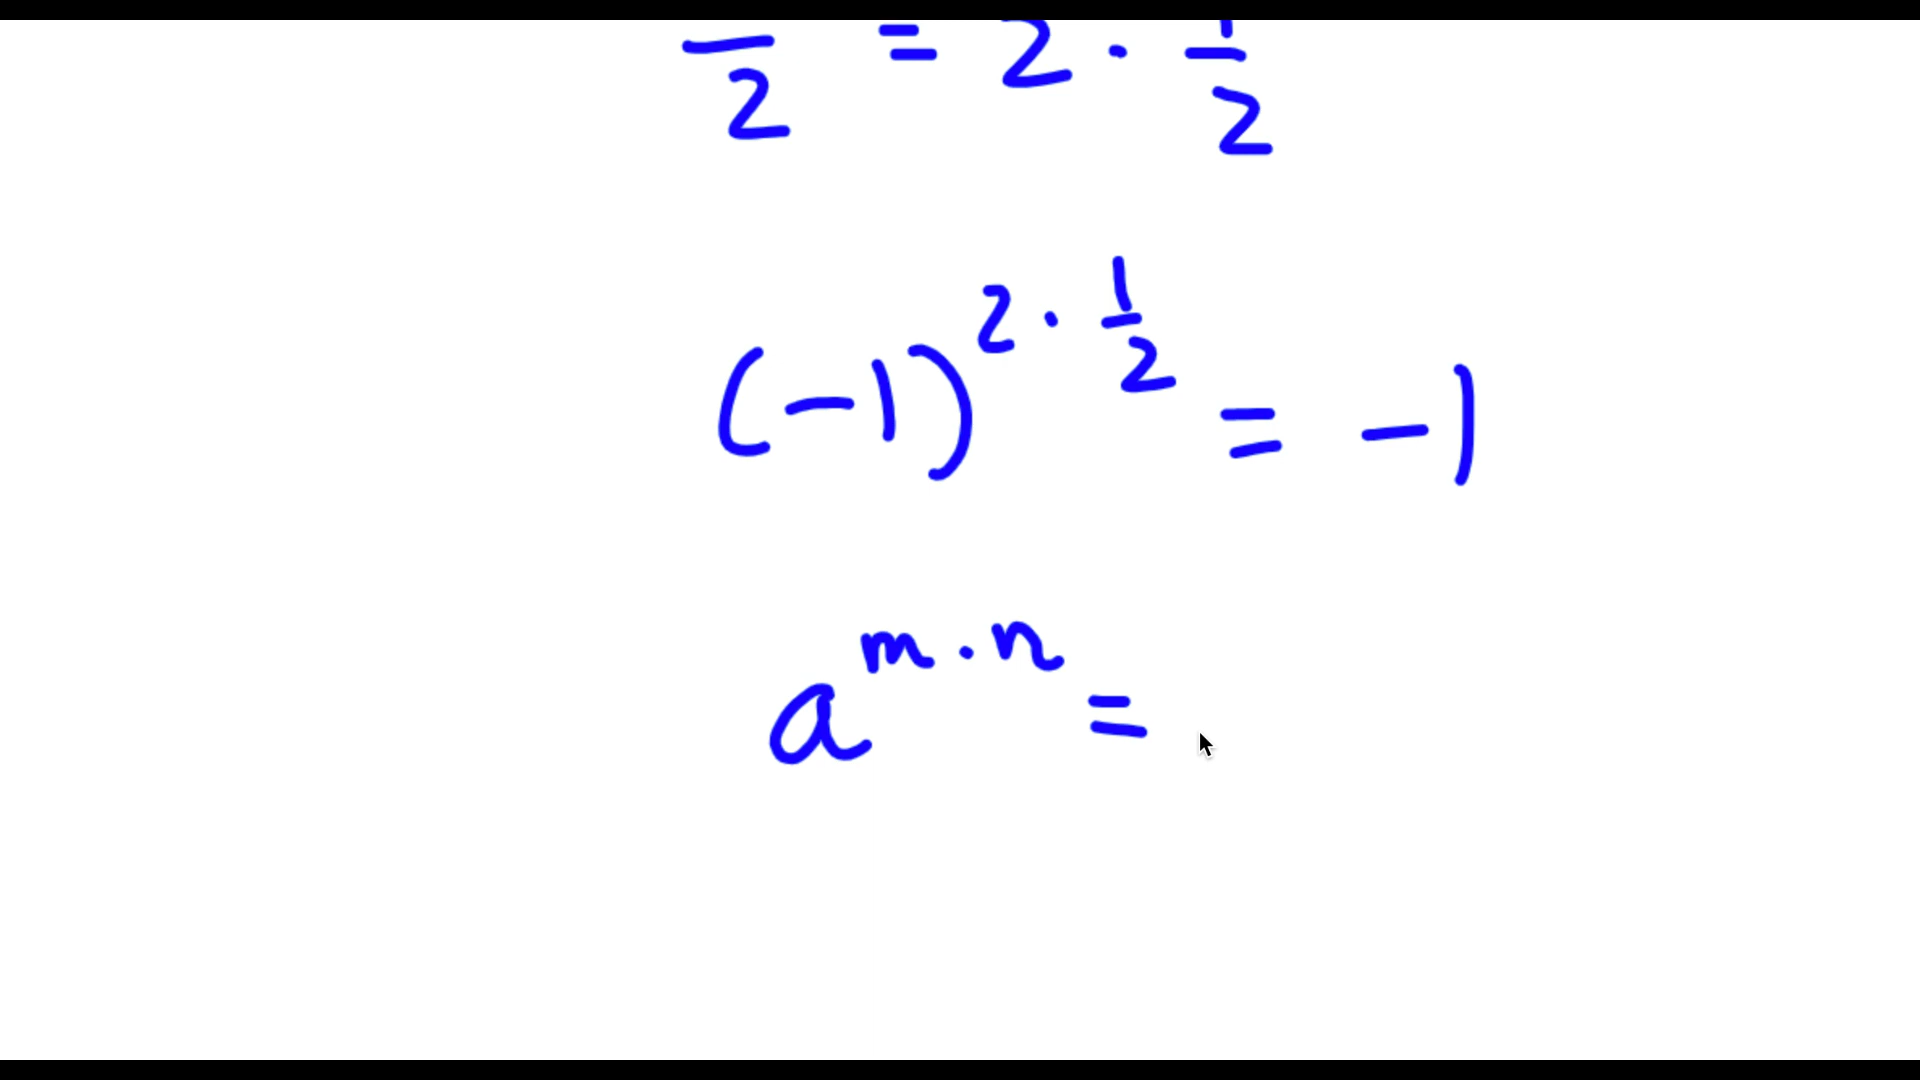 ― 2 = 2 · 1/2
(-1)^(2 · 1/2) = -1
a^(m · n) =